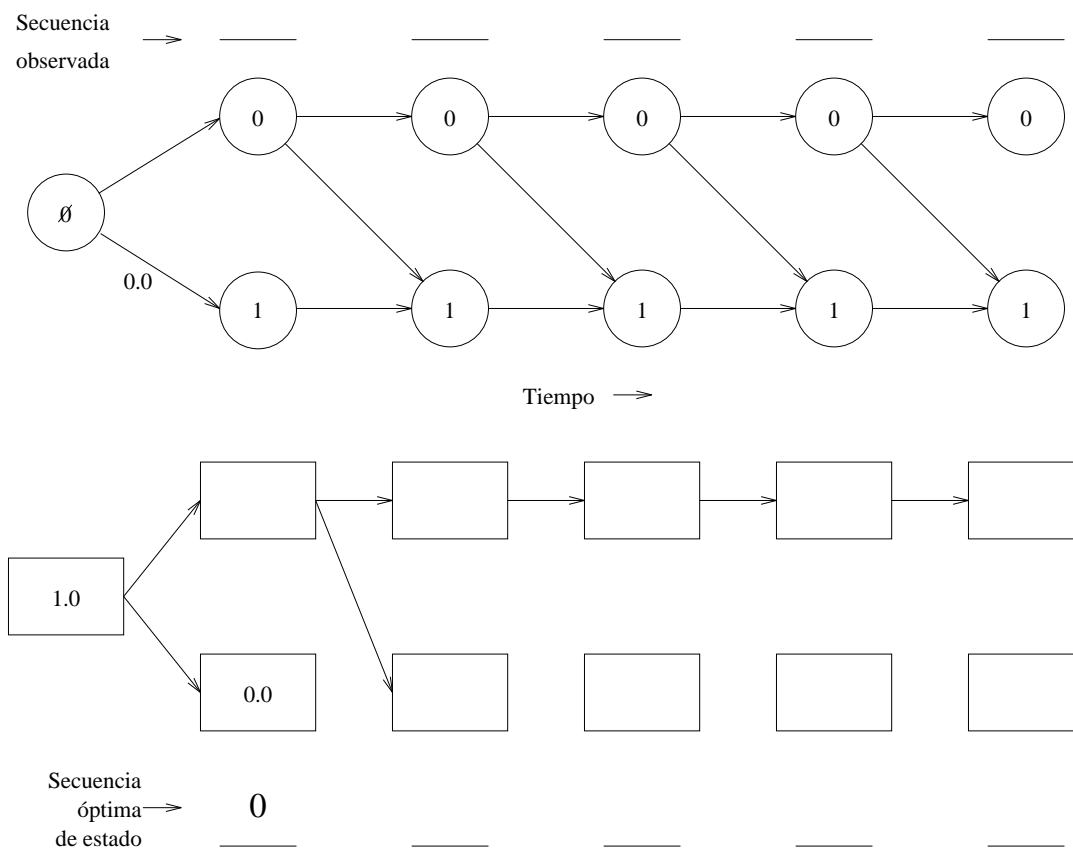 Secuencia
observada
0 0 0 0 0
0̸
0.0
1 1 1 1 1
Tiempo
1.0
0.0
Secuencia
óptima
de estado
0